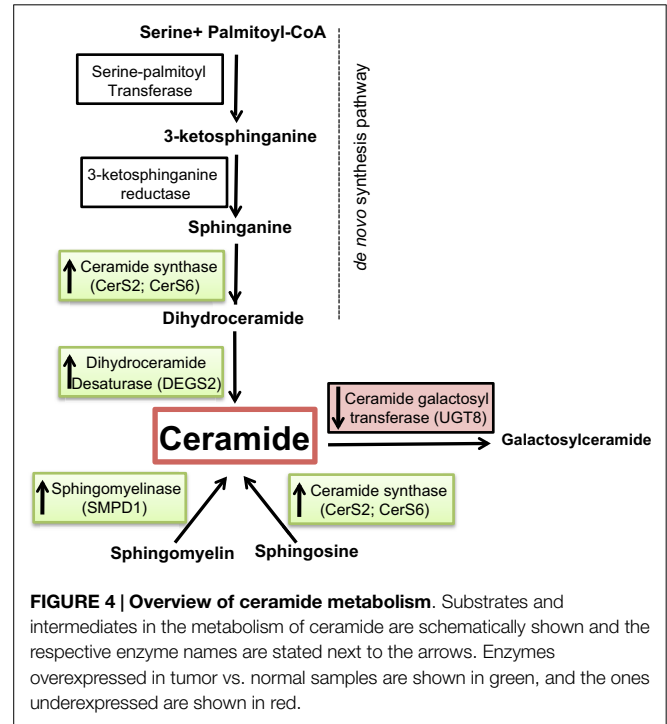 Serine+ Palmitoyl-CoA
Serine-palmitoyl
Transferase
3-ketosphinganine
3-ketosphinganine
reductase
Sphinganine
Ceramide synthase
(CerS2; CerS6)
Dihydroceramide
de novo synthesis pathway
Dihydroceramide
Desaturase (DEGS2)
Ceramide galactosyl
transferase (UGT8)
Ceramide
Galactosylceramide
Sphingomyelinase
(SMPD1)
Ceramide synthase
(CerS2; CerS6)
Sphingomyelin
Sphingosine
FIGURE 4 | Overview of ceramide metabolism. Substrates and
intermediates in the metabolism of ceramide are schematically shown and the
respective enzyme names are stated next to the arrows. Enzymes
overexpressed in tumor vs. normal samples are shown in green, and the ones
underexpressed are shown in red.